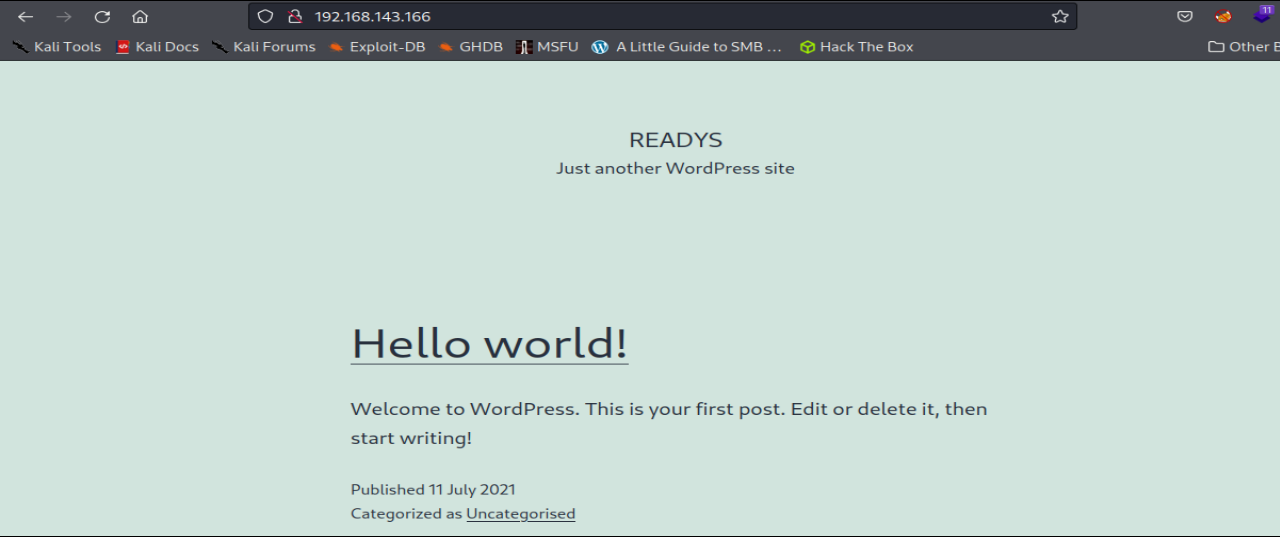 192.168.143.166
11
Kali Tools Kali Docs Kali Forums Exploit-DB GHDB MSFU A Little Guide to SMB ... Hack The Box Other B
READYS
Just another WordPress site
Hello world!
Welcome to WordPress. This is your first post. Edit or delete it, then
start writing!
Published 11 July 2021
Categorized as Uncategorised